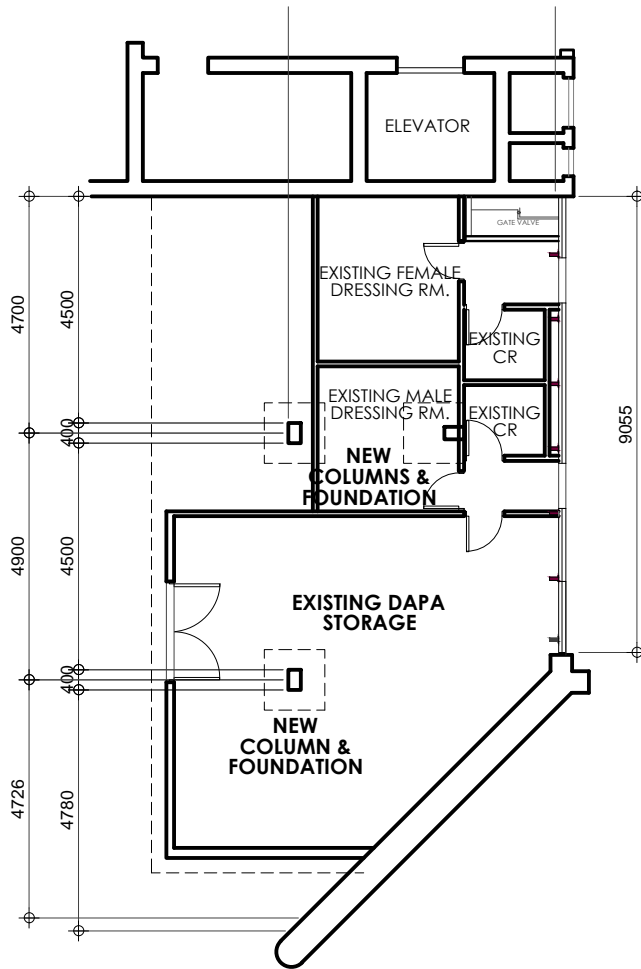 ELEVATOR
GATE VALVE
EXISTING FEMALE
DRESSING RM.
EXISTING
CR
EXISTING MALE
DRESSING RM.
EXISTING
CR
NEW
COLUMNS &
FOUNDATION
EXISTING DAPA
STORAGE
NEW
COLUMN &
FOUNDATION
4700
4500
400
4900
4500
400
4726
4780
9055